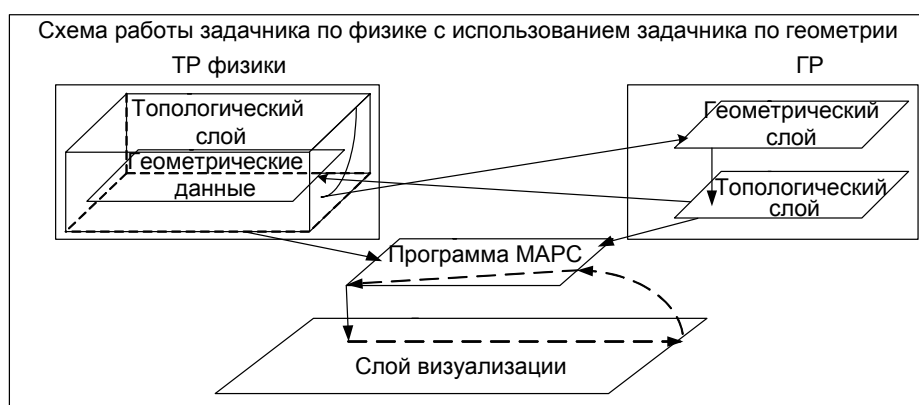 Схема работы задачника по физике с использованием задачника по геометрии
ТР физики
ГР
Топологический
слой
Геометрические
данные
Геометрический
слой
Топологический
слой
Программа МАРС
Слой визуализации